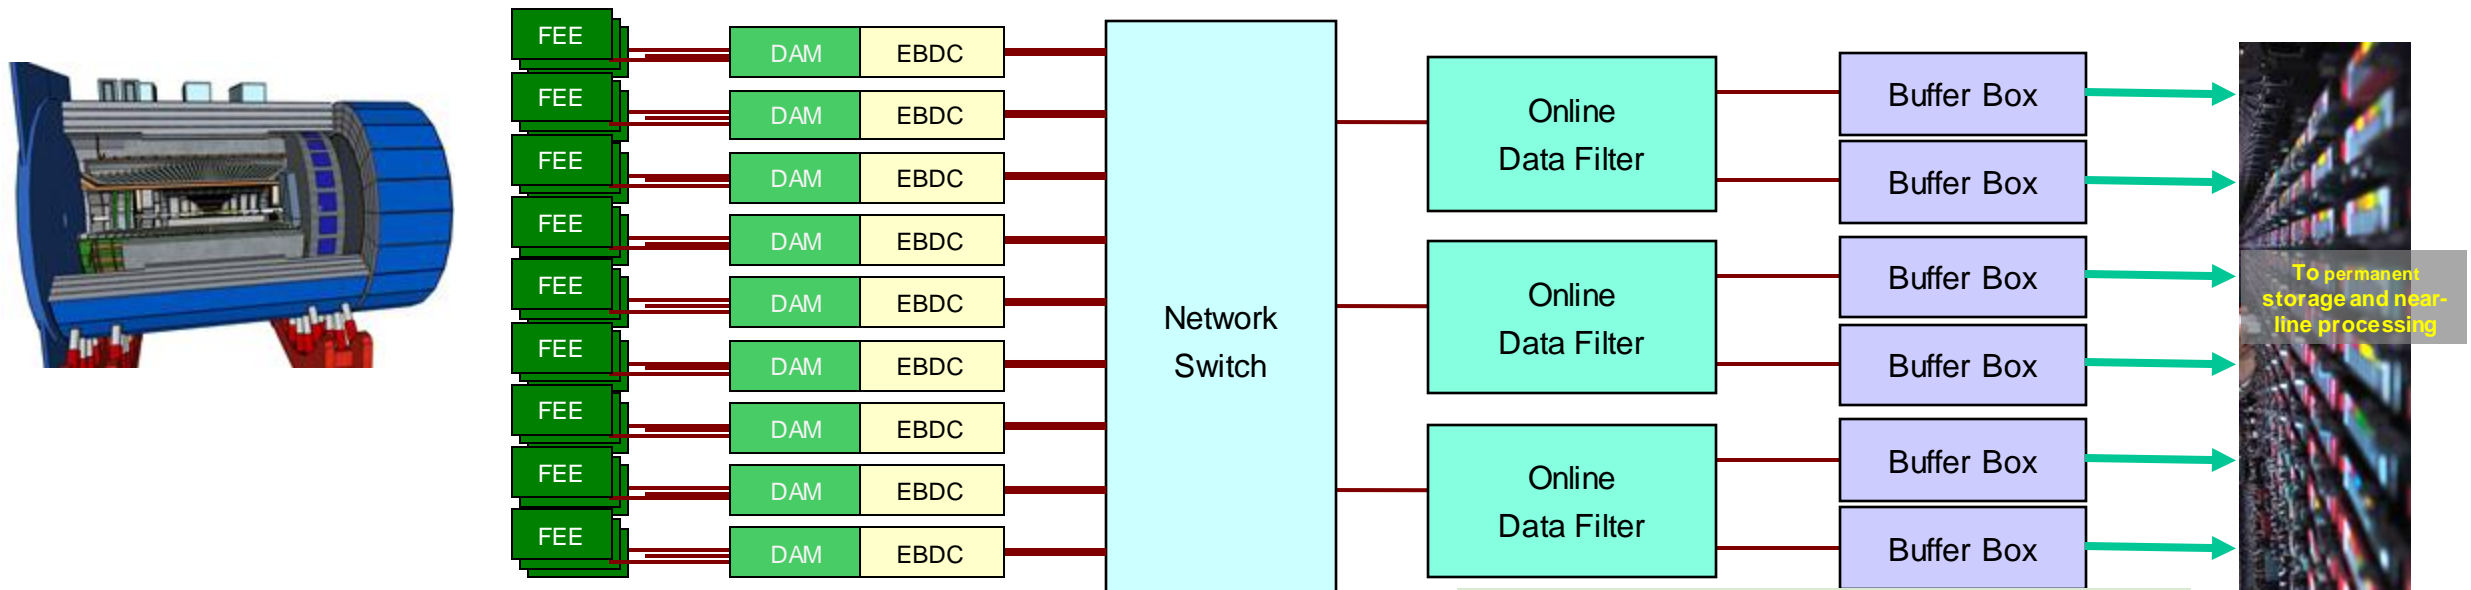 FEE
DAM EBDC
FEE
DAM EBDC
FEE
DAM EBDC
FEE
DAM EBDC
FEE
DAM EBDC
FEE
DAM EBDC
FEE
DAM EBDC
FEE
DAM EBDC
FEE
DAM EBDC
Network
Switch
Online
Data Filter
Online
Data Filter
Online
Data Filter
Buffer Box
Buffer Box
Buffer Box
Buffer Box
Buffer Box
Buffer Box
To permanent
storage and near-
line processing